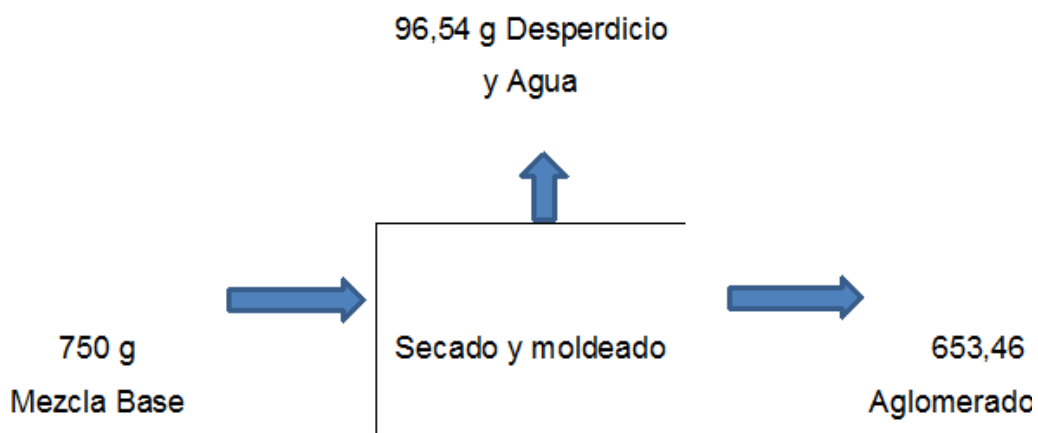 96,54 g Desperdicio
y Agua
750 g
Mezcla Base
Secado y moldeado
653,46
Aglomerado